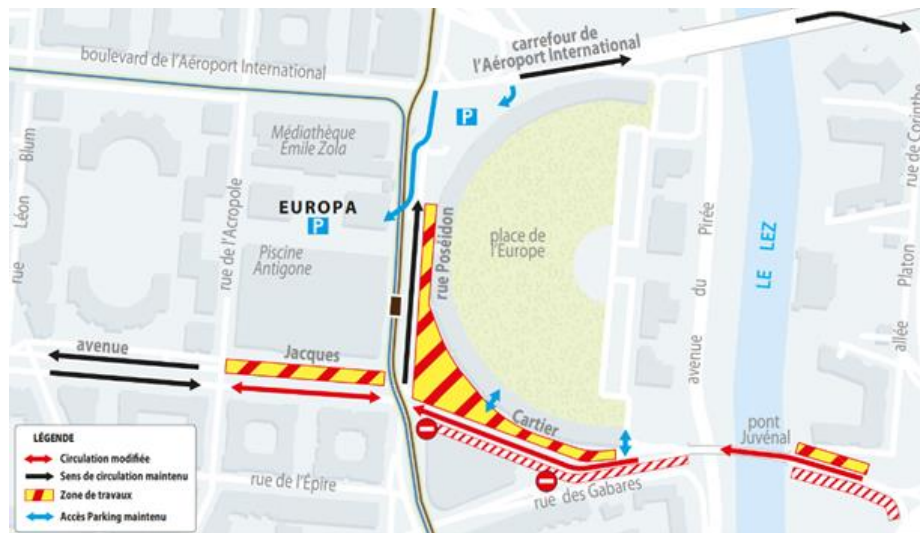 carrefour de
l'Aéroport International
boulevard de l'Aéroport International
P
Médiathèque
Émile Zola
EUROPA
P
Piscine
Antigone
rue Léon Blum
rue de l'Acropole
rue Poséidon
place de
l'Europe
avenue du Pirée
LE LEZ
rue de Corinthe
allée Platon
avenue Jacques Cartier
pont
Juvénal
rue des Gabares
rue de l'Épire
LÉGENDE
Circulation modifiée
Sens de circulation maintenu
Zone de travaux
Accès Parking maintenu